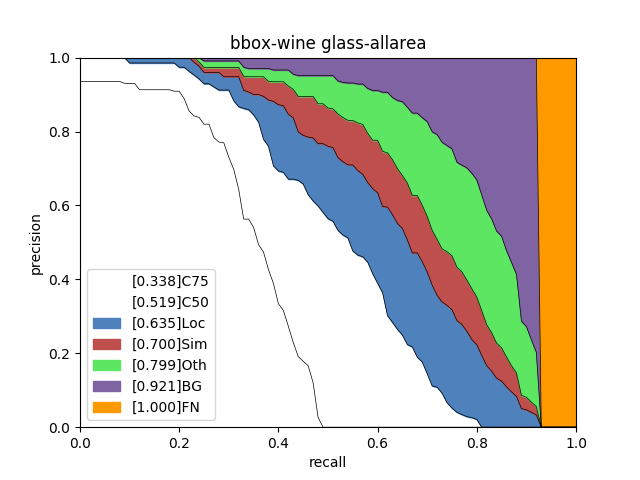 bbox-wine glass-allarea
1.0
0.8
0.6
0.4
0.2
0.0
precision
[0.338]C75
[0.519]C50
[0.635]Loc
[0.700]Sim
[0.799]Oth
[0.921]BG
[1.000]FN
0.0 0.2 0.4 0.6 0.8 1.0
recall